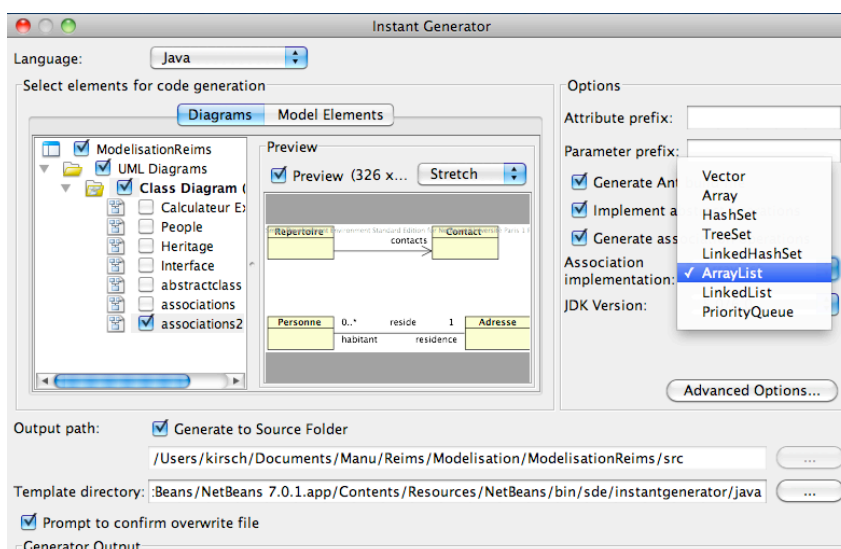 Instant Generator
Language:
Java
Select elements for code generation
Diagrams
Model Elements
ModelisationReims
UML Diagrams
Class Diagram (
Calculateur E
People
Heritage
Interface
abstractclass
associations
associations2
Preview
Preview (326 x...
Stretch
Environment Standard Edition for
Repertoire
Contact
contacts
Personne
0..*
reside
1
Adresse
habitant
residence
Options
Attribute prefix:
Parameter prefix:
Generate Ant
Implement a
Generate ass
Association
implementation:
JDK Version:
Vector
Array
HashSet
TreeSet
LinkedHashSet
✓ ArrayList
LinkedList
PriorityQueue
Advanced Options...
Output path:
Generate to Source Folder
/Users/kirsch/Documents/Manu/Reims/Modelisation/ModelisationReims/src
...
Template directory:
:Beans/NetBeans 7.0.1.app/Contents/Resources/NetBeans/bin/sde/instantgenerator/java
...
Prompt to confirm overwrite file
Generator Output